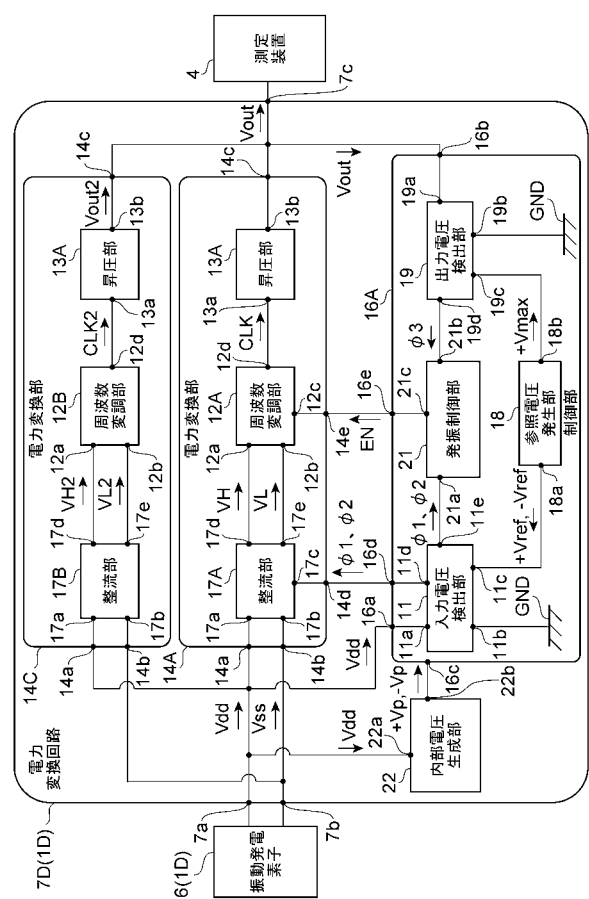 7D(1D)
電力
変換回路
6(1D)
振動発電
素子
7a
7b
Vdd
Vss
Vdd
22a
22
内部電圧
生成部
22b
+Vp,-Vp
16c
14C
電力変換部
14a
14b
17a
17b
17B
整流部
17d
17e
VH2
VL2
12a
12b
12B
周波数
変調部
12d
CLK2
13a
13A
昇圧部
13b
Vout2
14c
14A
電力変換部
14a
14b
17a
17b
17A
整流部
17c
17d
17e
VH
VL
12a
12b
12A
周波数
変調部
12c
12d
CLK
13a
13A
昇圧部
13b
14c
Vout
7c
4
測定
装置
Vout
14d
φ1、φ2
14e
EN
Vdd
16a
16d
16e
16b
16A
11a
11
11d
入力電圧
検出部
11b
11c
11e
GND
φ1、φ2
21a
21
発振制御部
21c
21b
φ3
19d
19
19a
出力電圧
検出部
19c
19b
GND
+Vref, -Vref
18a
18
参照電圧
発生部
18b
+Vmax
制御部